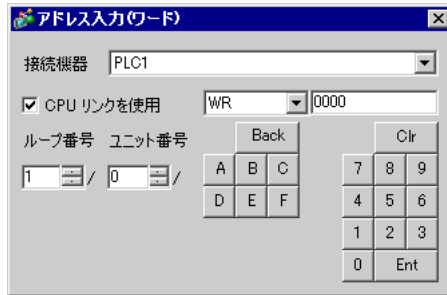 アドレス入力(ワード)
接続機器 PLC1
CPU リンクを使用 WR 0000
ループ番号 ユニット番号 Back Clr
1 / 0 / A B C 7 8 9
D E F 4 5 6
1 2 3
0 Ent